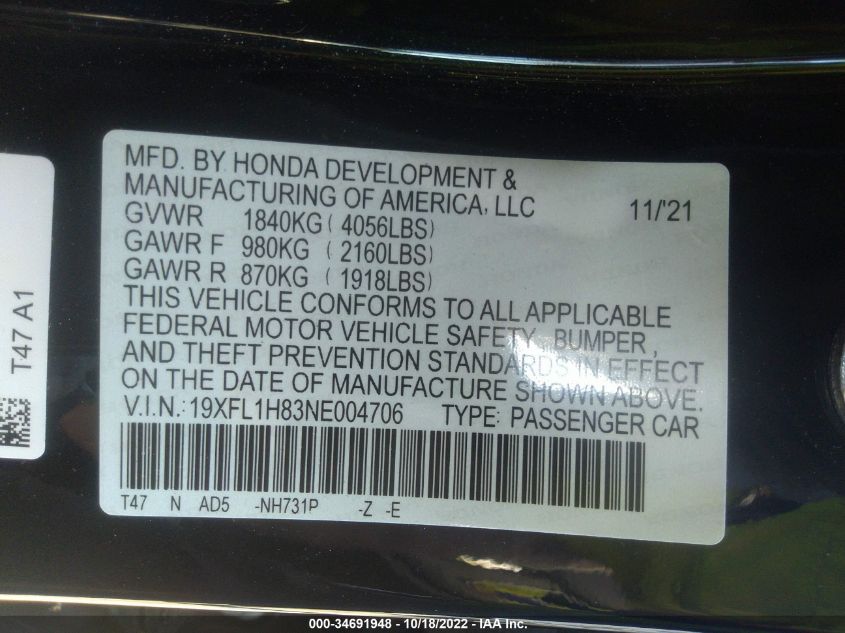 MFD. BY HONDA DEVELOPMENT &
MANUFACTURING OF AMERICA, LLC 11/'21
GVWR 1840KG ( 4056LBS)
GAWR F 980KG ( 2160LBS)
GAWR R 870KG ( 1918LBS)
THIS VEHICLE CONFORMS TO ALL APPLICABLE
FEDERAL MOTOR VEHICLE SAFETY, BUMPER,
AND THEFT PREVENTION STANDARDS IN EFFECT
ON THE DATE OF MANUFACTURE SHOWN ABOVE.
V.I.N.: 19XFL1H83NE004706 TYPE: PASSENGER CAR
T47 N AD5 -NH731P -Z -E
T47 A1
000-34691948 - 10/18/2022 - IAA Inc.